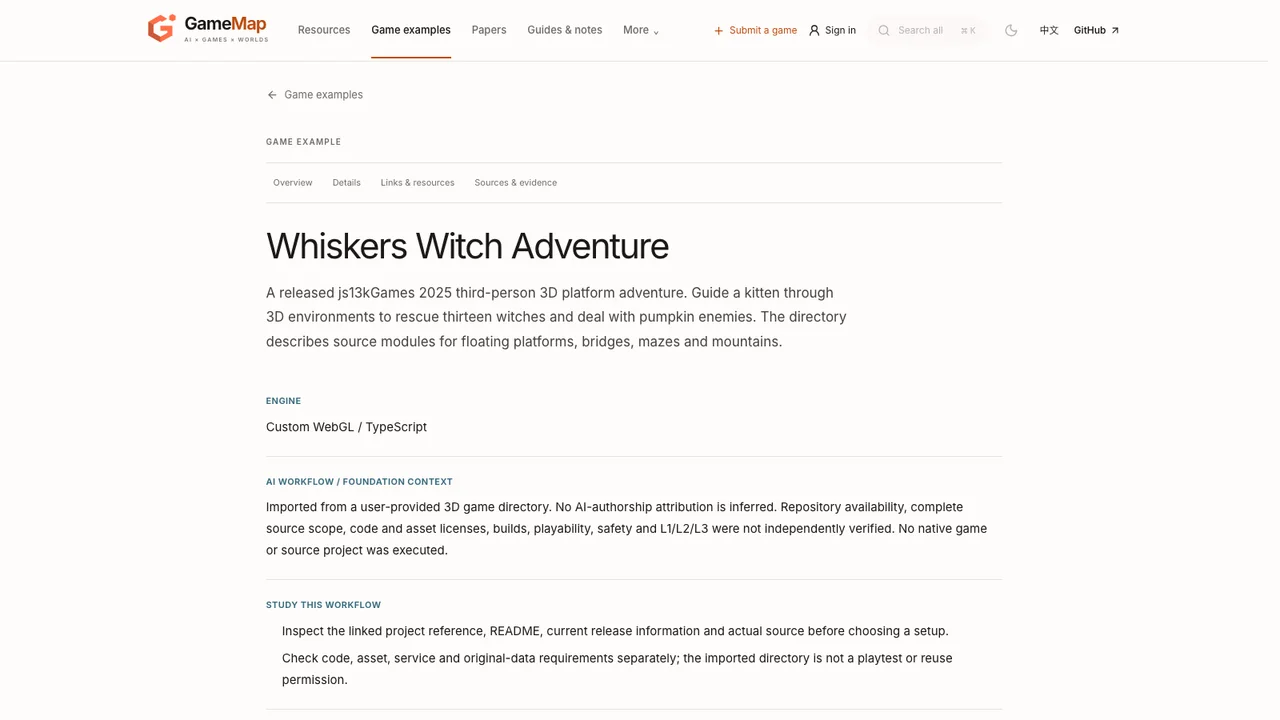 GameMap
AI × GAMES × WORLDS
Resources
Game examples
Papers
Guides & notes
More
Submit a game
Sign in
Search all
⌘ K
中文
GitHub
Game examples
GAME EXAMPLE
Overview
Details
Links & resources
Sources & evidence
Whiskers Witch Adventure
A released js13kGames 2025 third-person 3D platform adventure. Guide a kitten through
3D environments to rescue thirteen witches and deal with pumpkin enemies. The directory
describes source modules for floating platforms, bridges, mazes and mountains.
ENGINE
Custom WebGL / TypeScript
AI WORKFLOW / FOUNDATION CONTEXT
Imported from a user-provided 3D game directory. No AI-authorship attribution is inferred. Repository availability, complete
source scope, code and asset licenses, builds, playability, safety and L1/L2/L3 were not independently verified. No native game
or source project was executed.
STUDY THIS WORKFLOW
Inspect the linked project reference, README, current release information and actual source before choosing a setup.
Check code, asset, service and original-data requirements separately; the imported directory is not a playtest or reuse
permission.